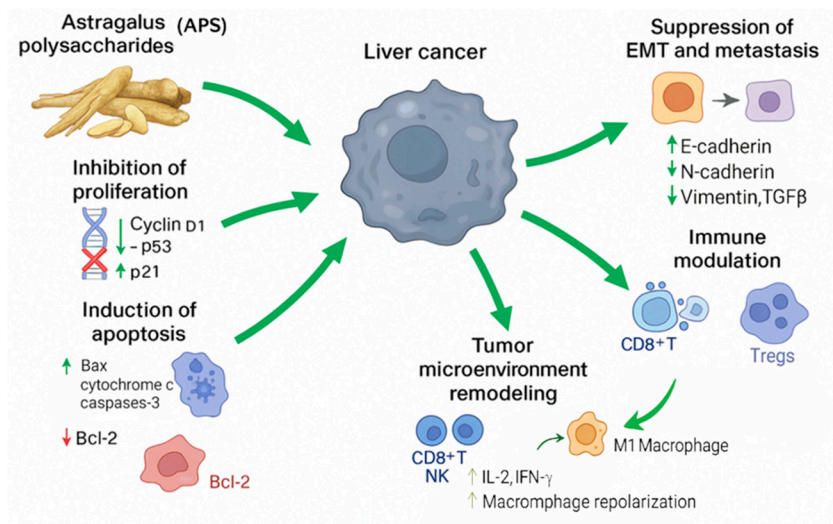 Astragalus (APS)
polysaccharides
Inhibition of
proliferation
↓ Cyclin D1
– p53
↑ p21
Induction of
apoptosis
↑ Bax
cytochrome c
caspases-3
↓ Bcl-2
Bcl-2
Liver cancer
Suppression of
EMT and metastasis
↑ E-cadherin
↓ N-cadherin
↓ Vimentin,TGFβ
Immune
modulation
CD8+T
Tregs
Tumor
microenvironment
remodeling
CD8+T
NK
M1 Macrophage
↑ IL-2, IFN-γ
↑ Macromphage repolarization